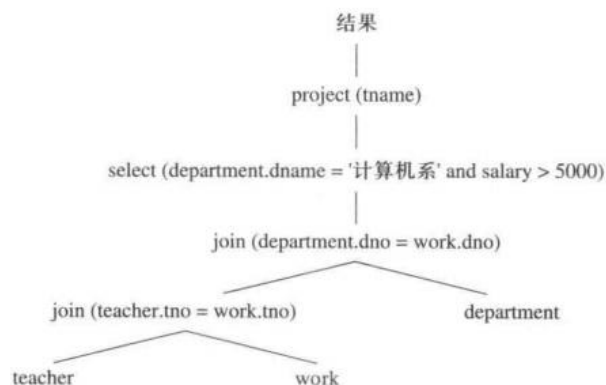 结果
project (tname)
select (department.dname = '计算机系' and salary > 5000)
join (department.dno = work.dno)
join (teacher.tno = work.tno)
department
teacher
work